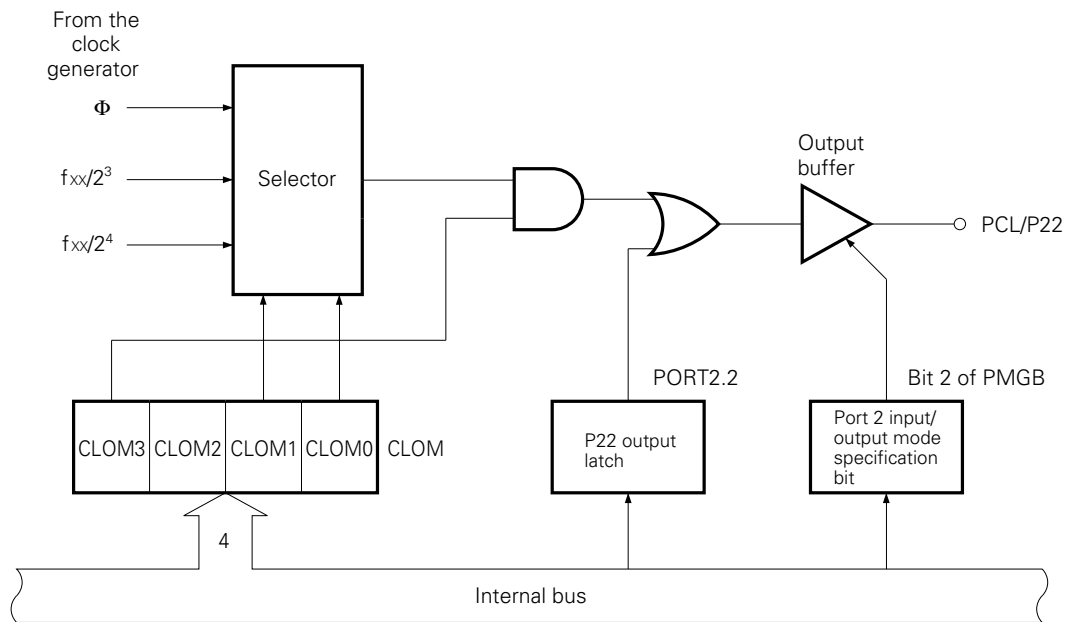 From the
clock
generator
Φ
fxx/2³
fxx/2⁴
Selector
Output
buffer
PCL/P22
PORT2.2
Bit 2 of PMGB
CLOM3 CLOM2 CLOM1 CLOM0 CLOM
P22 output
latch
Port 2 input/
output mode
specification
bit
4
Internal bus